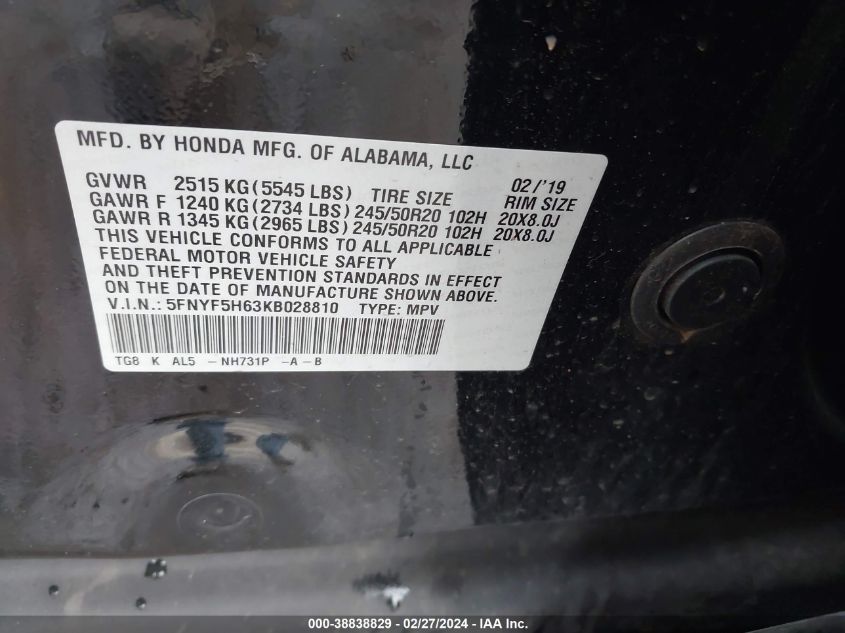 MFD. BY HONDA MFG. OF ALABAMA, LLC
GVWR 2515 KG(5545 LBS) TIRE SIZE 02/'19 RIM SIZE
GAWR F 1240 KG(2734 LBS) 245/50R20 102H 20X8.0J
GAWR R 1345 KG(2965 LBS) 245/50R20 102H 20X8.0J
THIS VEHICLE CONFORMS TO ALL APPLICABLE
FEDERAL MOTOR VEHICLE SAFETY
AND THEFT PREVENTION STANDARDS IN EFFECT
ON THE DATE OF MANUFACTURE SHOWN ABOVE.
V.I.N.: 5FNYF5H63KB028810 TYPE: MPV
TG8 K AL5 - NH731P -A-B
000-38838829 - 02/27/2024 - IAA Inc.